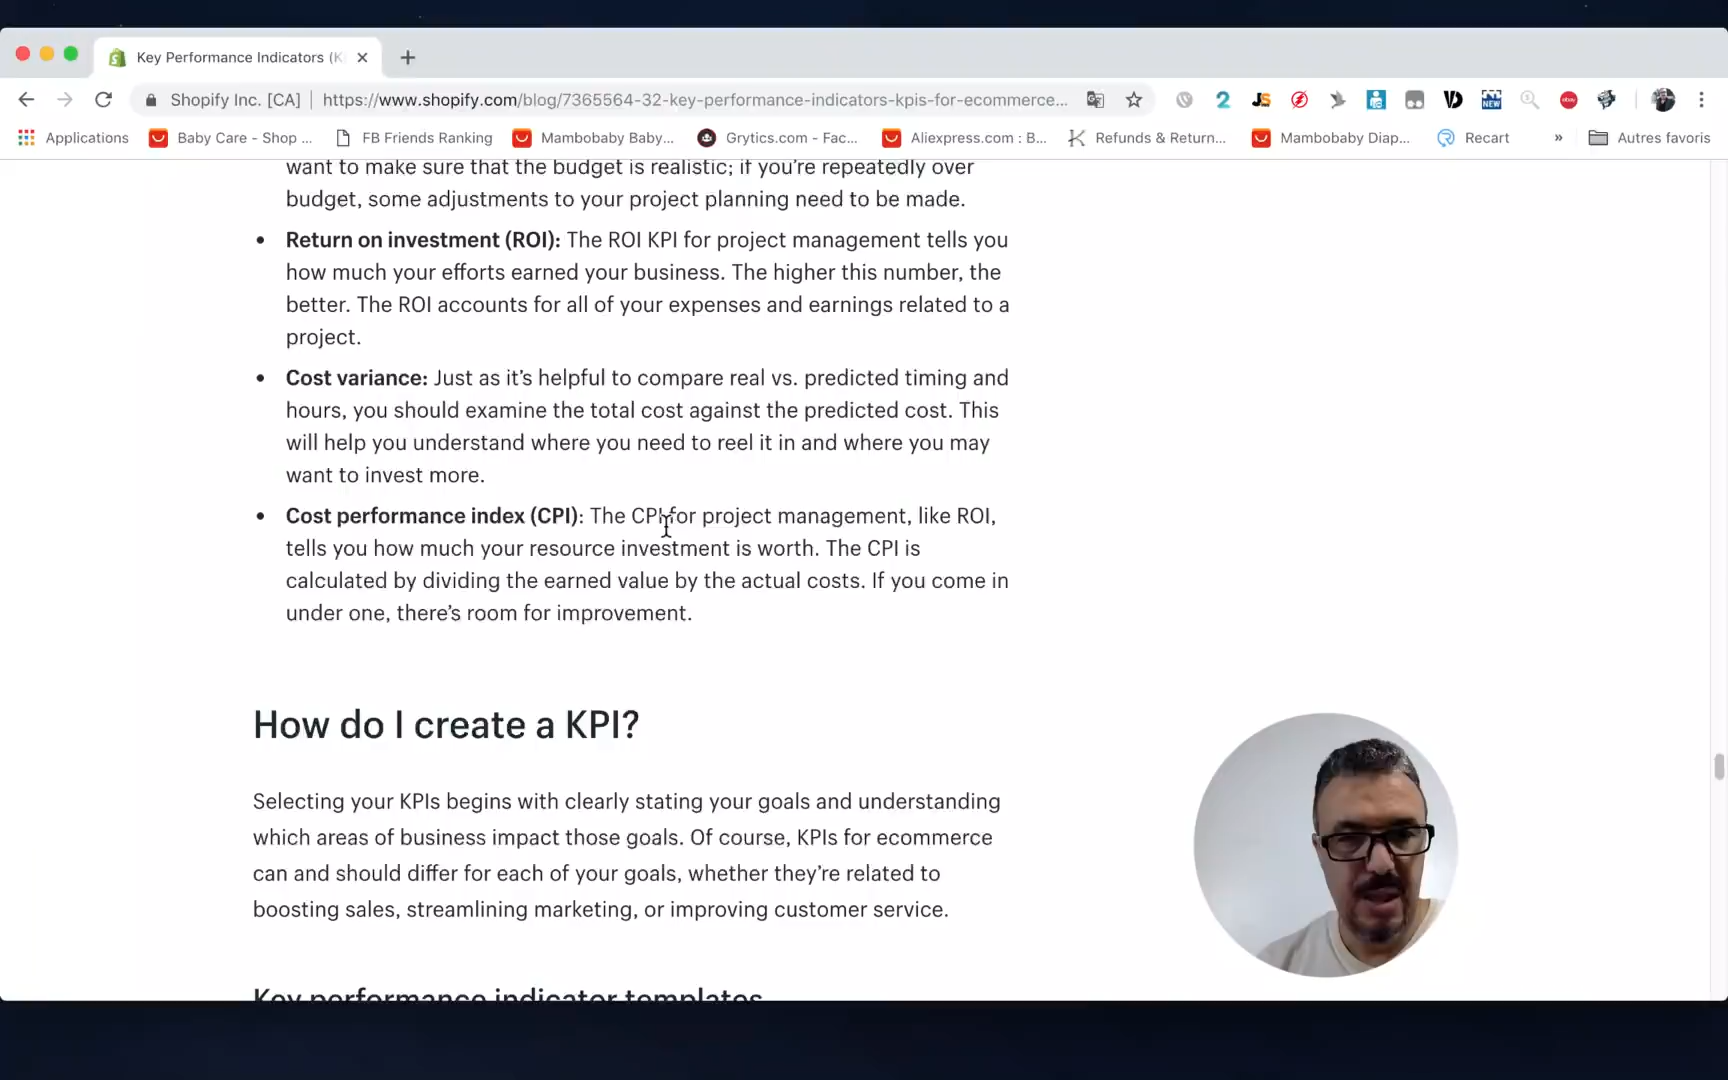 Key Performance Indicators (K
Shopify Inc. [CA] | https://www.shopify.com/blog/7365564-32-key-performance-indicators-kpis-for-ecommerce...
Applications Baby Care - Shop ... FB Friends Ranking Mambobaby Baby... Grytics.com - Fac... Aliexpress.com : B... Refunds & Return... Mambobaby Diap... Recart » Autres favoris
want to make sure that the budget is realistic; if you're repeatedly over
budget, some adjustments to your project planning need to be made.
• Return on investment (ROI): The ROI KPI for project management tells you
how much your efforts earned your business. The higher this number, the
better. The ROI accounts for all of your expenses and earnings related to a
project.
• Cost variance: Just as it's helpful to compare real vs. predicted timing and
hours, you should examine the total cost against the predicted cost. This
will help you understand where you need to reel it in and where you may
want to invest more.
• Cost performance index (CPI): The CPI for project management, like ROI,
tells you how much your resource investment is worth. The CPI is
calculated by dividing the earned value by the actual costs. If you come in
under one, there's room for improvement.
How do I create a KPI?
Selecting your KPIs begins with clearly stating your goals and understanding
which areas of business impact those goals. Of course, KPIs for ecommerce
can and should differ for each of your goals, whether they're related to
boosting sales, streamlining marketing, or improving customer service.
Key performance indicator templates